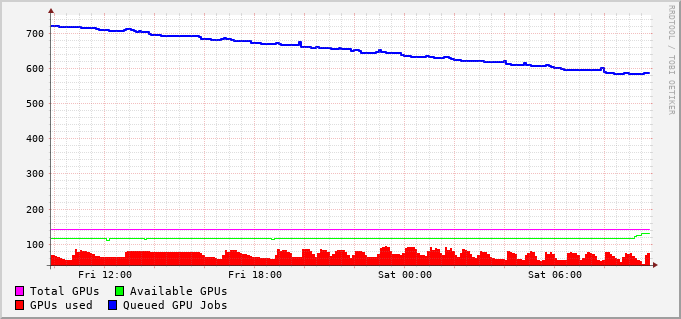 700
600
500
400
300
200
100
Fri 12:00 Fri 18:00 Sat 00:00 Sat 06:00
Total GPUs Available GPUs
GPUs used Queued GPU Jobs
RRDTOOL / TOBI OETIKER